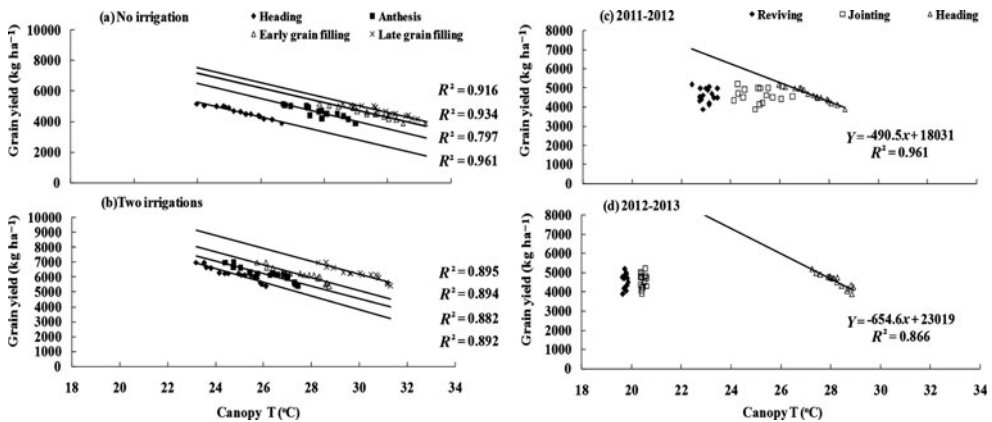 (a) No irrigation
Heading
Anthesis
Early grain filling
Late grain filling
Grain yield (kg ha⁻¹)
10000
8000
6000
4000
2000
0
R² = 0.916
R² = 0.934
R² = 0.797
R² = 0.961
(b) Two irrigations
Grain yield (kg ha⁻¹)
10000
9000
8000
7000
6000
5000
4000
3000
2000
1000
0
R² = 0.895
R² = 0.894
R² = 0.882
R² = 0.892
18 20 22 24 26 28 30 32 34
Canopy T (°C)
(c) 2011-2012
Reviving
Jointing
Heading
Grain yield (kg ha⁻¹)
8000
7000
6000
5000
4000
3000
2000
1000
0
Y= -490.5x + 18031
R² = 0.961
(d) 2012-2013
Grain yield (kg ha⁻¹)
8000
7000
6000
5000
4000
3000
2000
1000
0
Y= -654.6x + 23019
R² = 0.866
18 20 22 24 26 28 30 32 34
Canopy T (°C)